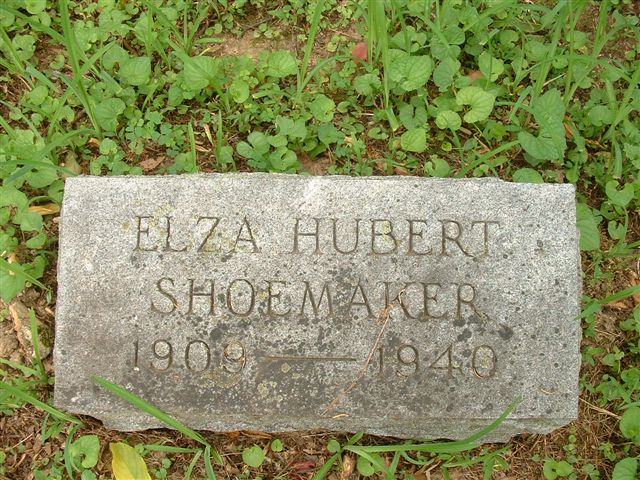 ELZA HUBERT
SHOEMAKER
1909 — 1940